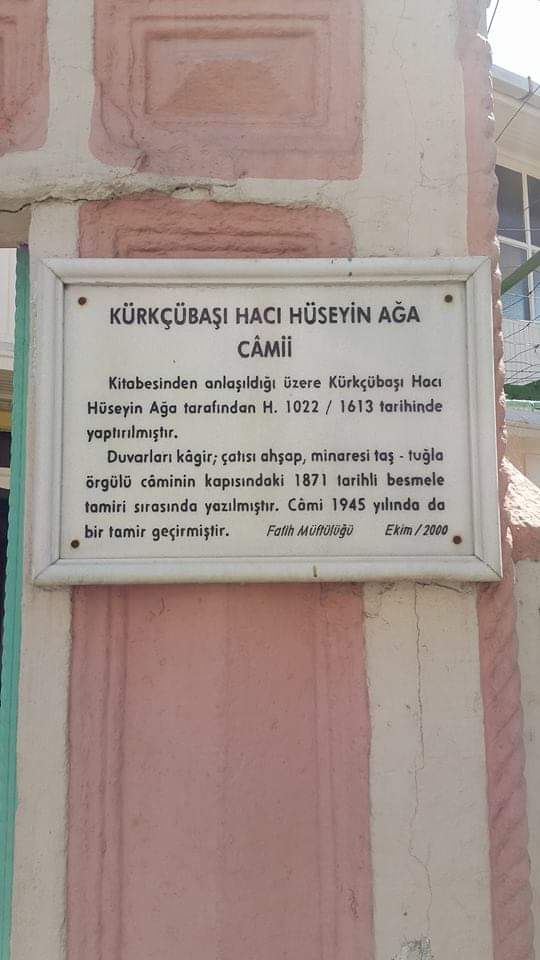 KÜRKÇÜBAŞI HACI HÜSEYİN AĞA
CÂMİİ
Kitabesinden anlaşıldığı üzere Kürkçübaşı Hacı
Hüseyin Ağa tarafından H. 1022 / 1613 tarihinde
yaptırılmıştır.
Duvarları kâgir; çatısı ahşap, minaresi taş - tuğla
örgülü câminin kapısındaki 1871 tarihli besmele
tamiri sırasında yazılmıştır. Câmi 1945 yılında da
bir tamir geçirmiştir. Fatih Müftülüğü Ekim / 2000